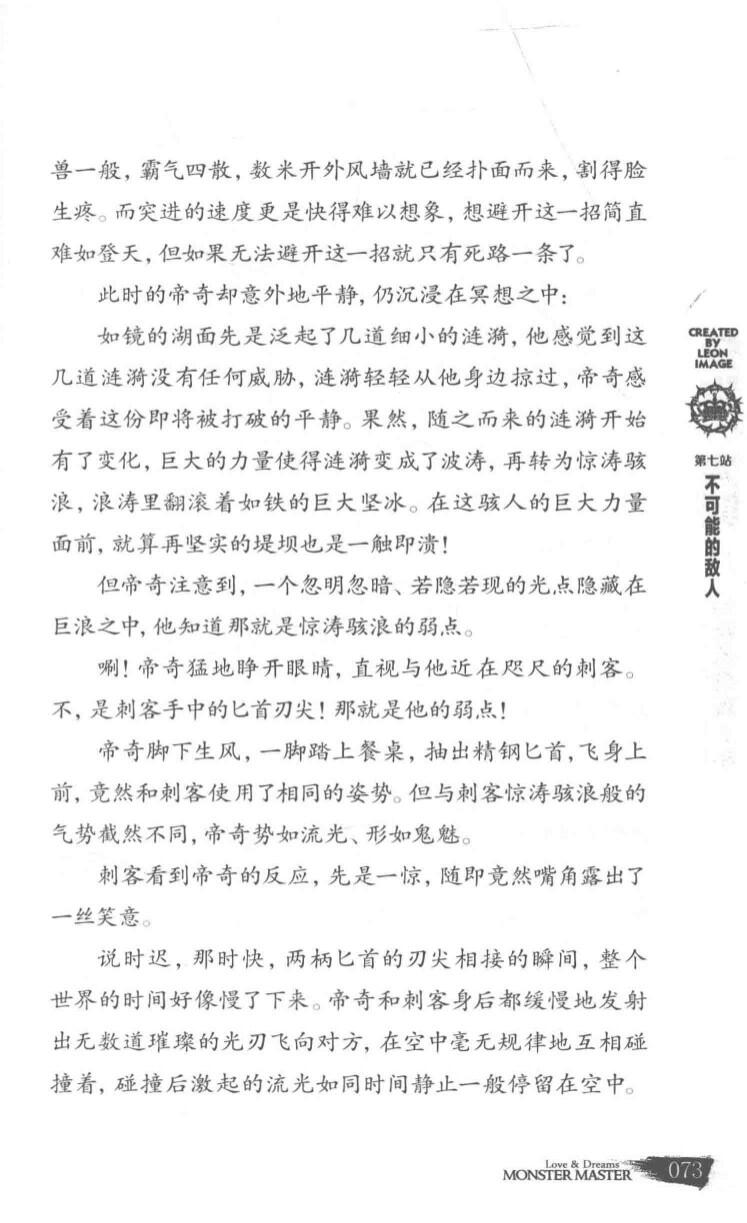 兽一般，霸气四散，数米开外风墙就已经扑面而来，割得脸
生疼。而突进的速度更是快得难以想象，想避开这一招简直
难如登天，但如果无法避开这一招就只有死路一条了。
此时的帝奇却意外地平静，仍沉浸在冥想之中：
如镜的湖面先是泛起了几道细小的涟漪，他感觉到这
几道涟漪没有任何威胁，涟漪轻轻从他身边掠过，帝奇感
受着这份即将被打破的平静。果然，随之而来的涟漪开始
有了变化，巨大的力量使得涟漪变成了波涛，再转为惊涛骇
浪，浪涛里翻滚着如铁的巨大坚冰。在这骇人的巨大力量
面前，就算再坚实的堤坝也是一触即溃！
但帝奇注意到，一个忽明忽暗、若隐若现的光点隐藏在
巨浪之中，他知道那就是惊涛骇浪的弱点。
唰！帝奇猛地睁开眼睛，直视与他近在咫尺的刺客。
不，是刺客手中的匕首刃尖！那就是他的弱点！
帝奇脚下生风，一脚踏上餐桌，抽出精钢匕首，飞身上
前，竟然和刺客使用了相同的姿势。但与刺客惊涛骇浪般的
气势截然不同，帝奇势如流光、形如鬼魅。
刺客看到帝奇的反应，先是一惊，随即竟然嘴角露出了
一丝笑意。
说时迟，那时快，两柄匕首的刃尖相接的瞬间，整个
世界的时间好像慢了下来。帝奇和刺客身后都缓慢地发射
出无数道璀璨的光刃飞向对方，在空中毫无规律地互相碰
撞着，碰撞后激起的流光如同时间静止一般停留在空中。
CREATED
BY
LEON
IMAGE
第七站
不可能的敌人
Love & Dreams
MONSTER MASTER
073